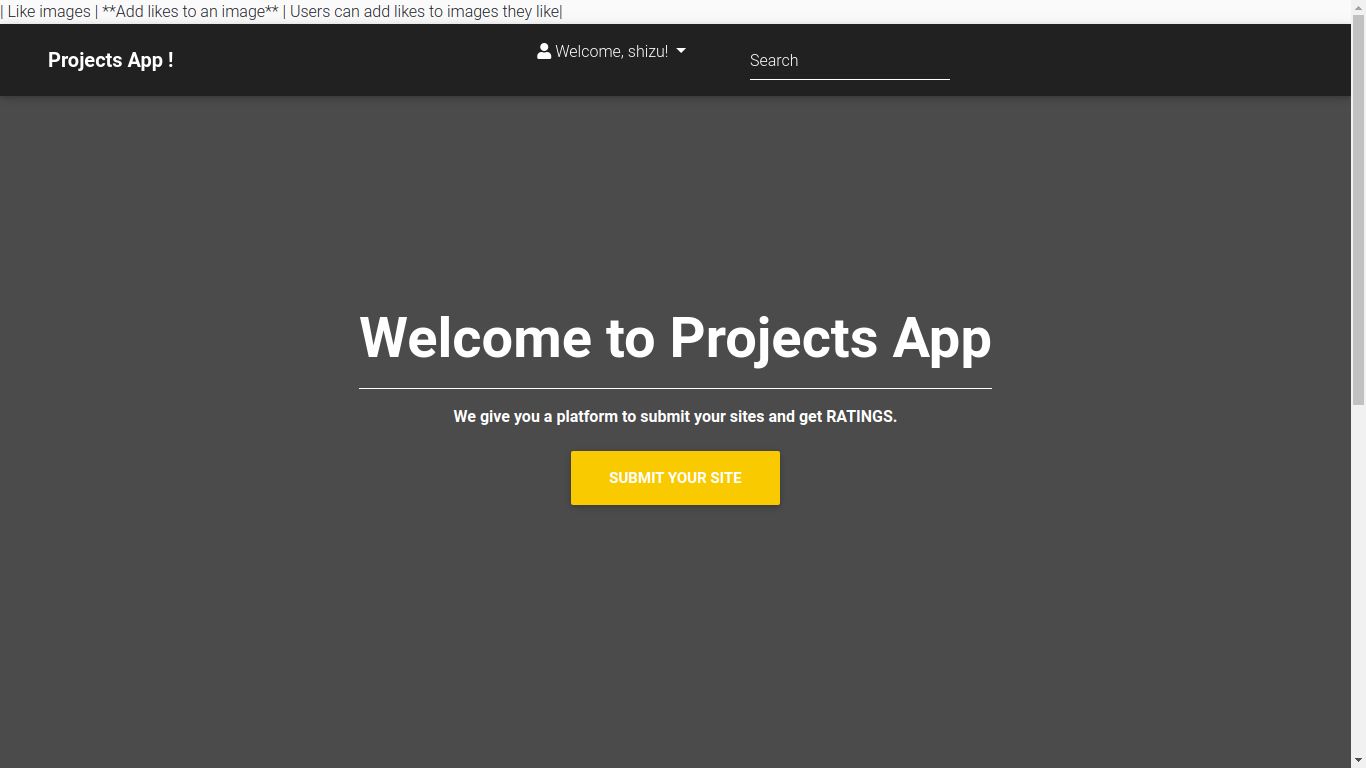 | Like images | **Add likes to an image** | Users can add likes to images they like|
Projects App !
Welcome, shizu!
Search
Welcome to Projects App
We give you a platform to submit your sites and get RATINGS.
SUBMIT YOUR SITE